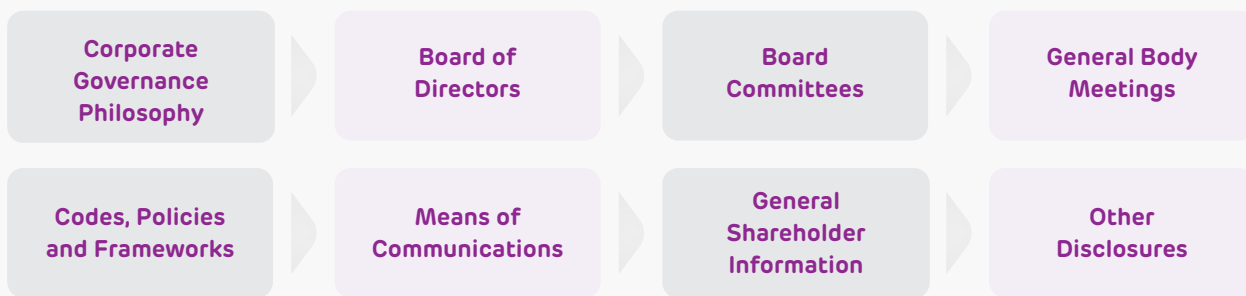 Corporate
Governance
Philosophy
Board of
Directors
Board
Committees
General Body
Meetings
Codes, Policies
and Frameworks
Means of
Communications
General
Shareholder
Information
Other
Disclosures